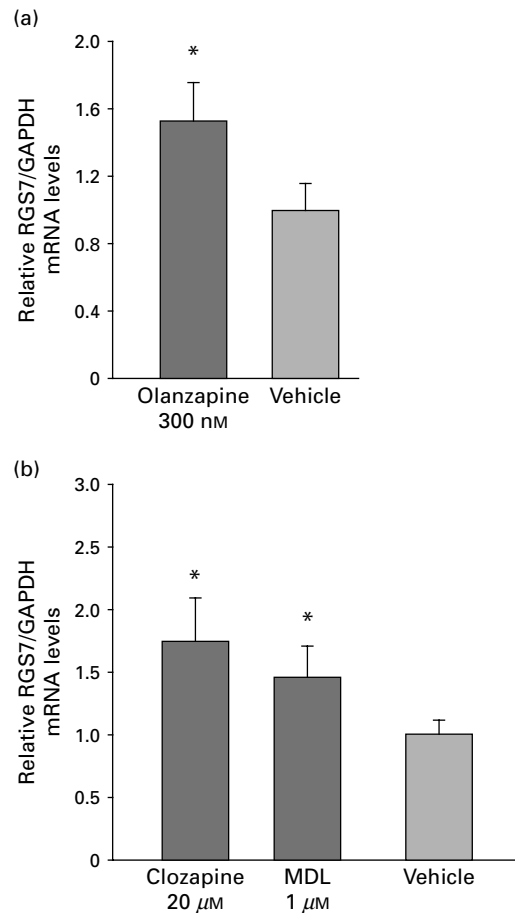 (a)
Relative RGS7/GAPDH
mRNA levels
2.0
1.6
1.2
0.8
0.4
0
*
Olanzapine Vehicle
300 nM
(b)
Relative RGS7/GAPDH
mRNA levels
3.0
2.5
2.0
1.5
1.0
0.5
0
*
*
Clozapine MDL Vehicle
20 μM 1 μM